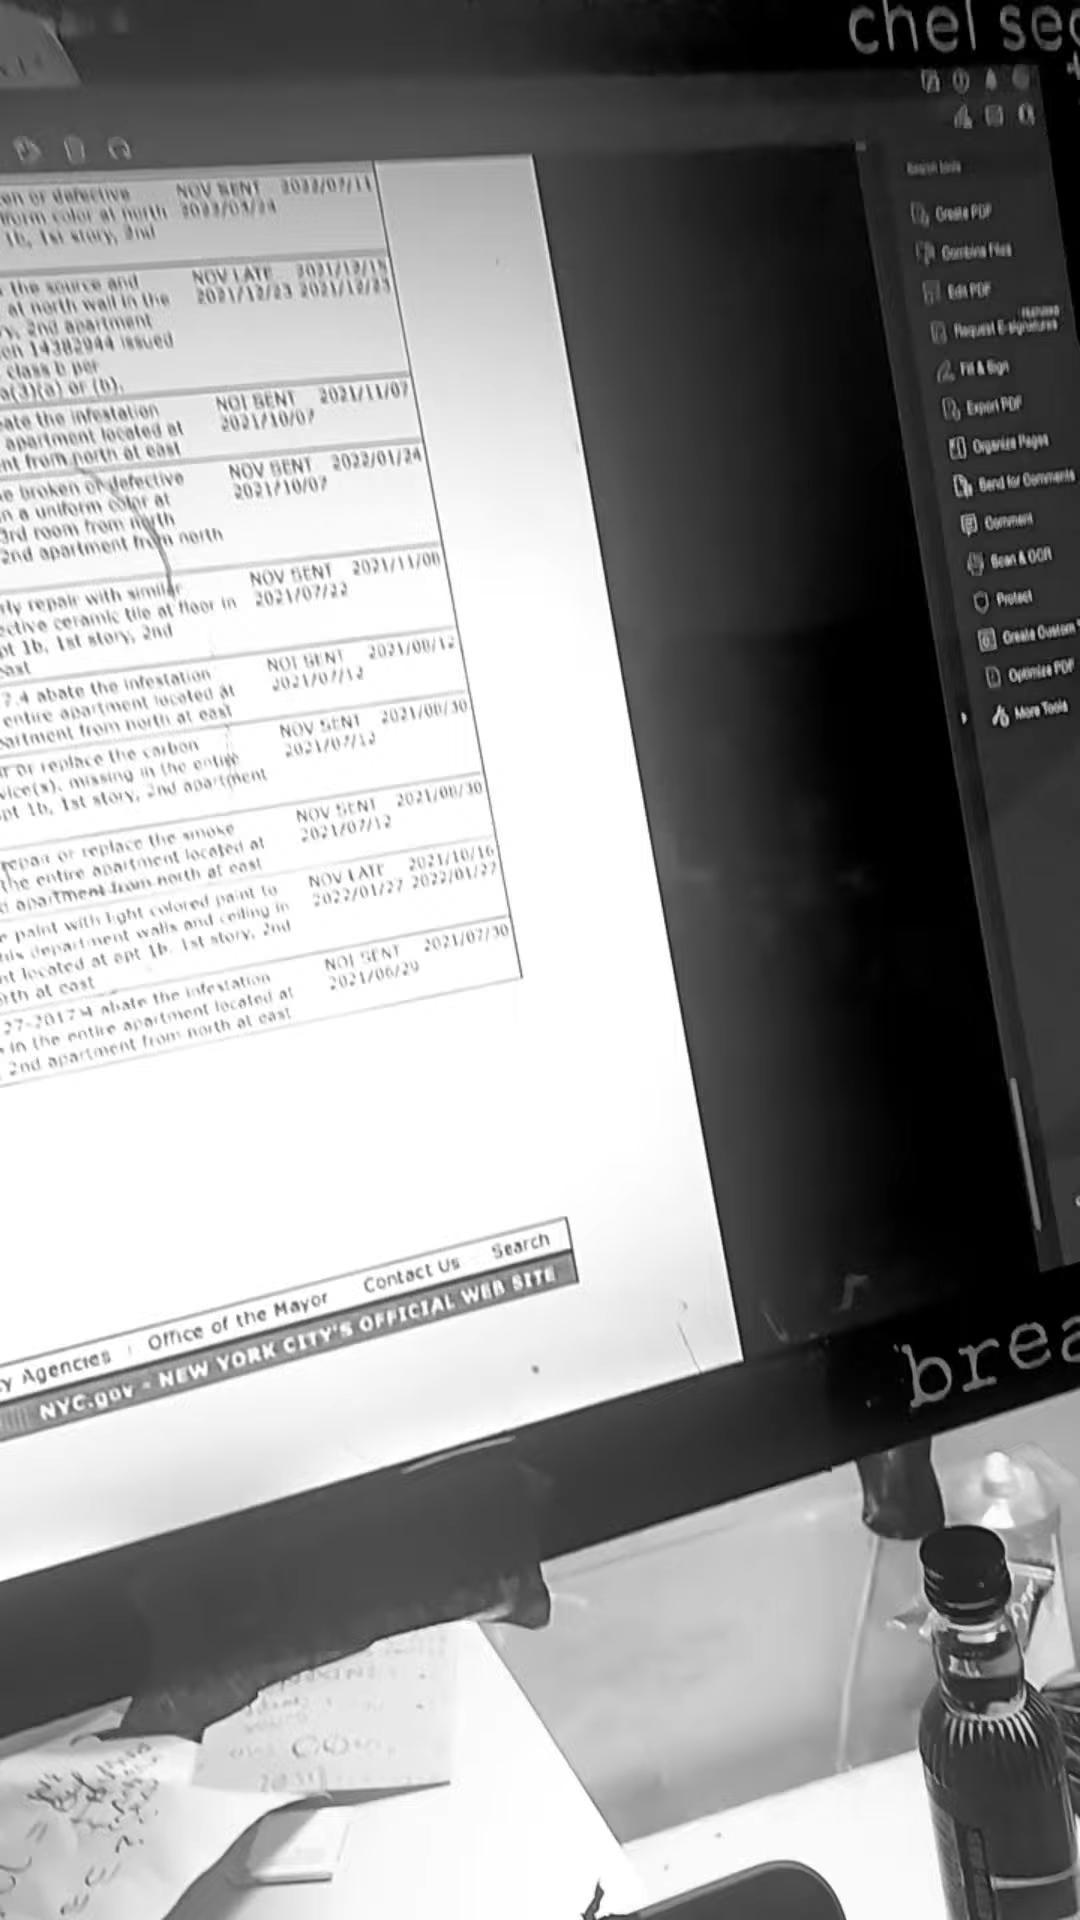 chel sec
en or defective NOV SENT 2022/07/11
iform color at north 2022/03/24
1b, 1st story, 2nd
the source and NOV LATE 2021/12/15
at north wall in the 2021/12/23 2021/12/23
y, 2nd apartment
on 14382944 issued
class b per
a(3)(a) or (b).
ate the infestation NOI SENT 2021/11/07
apartment located at 2021/10/07
nt from north at east
e broken or defective NOV SENT 2022/01/24
n a uniform color at 2021/10/07
3rd room from north
2nd apartment from north
rly repair with similar NOV SENT 2021/11/08
ective ceramic tile at floor in 2021/07/22
pt 1b, 1st story, 2nd
east
7.4 abate the infestation NOI SENT 2021/08/12
entire apartment located at 2021/07/12
partment from north at east
ir or replace the carbon NOV SENT 2021/08/30
vice(s), missing in the entire 2021/07/12
pt 1b, 1st story, 2nd apartment
repair or replace the smoke NOV SENT 2021/08/30
the entire apartment located at 2021/07/12
d apartment from north at east
e paint with light colored paint to NOV LATE 2021/10/16
his department walls and ceiling in 2022/01/27 2022/01/27
nt located at apt 1b, 1st story, 2nd
rth at east
27-2017.4 abate the infestation NOI SENT 2021/07/30
in the entire apartment located at 2021/06/29
2nd apartment from north at east
y Agencies Office of the Mayor Contact Us Search
NYC.gov - NEW YORK CITY'S OFFICIAL WEB SITE
Search tools
Create PDF
Combine Files
Edit PDF
Request E-signatures
Fill & Sign
Export PDF
Organize Pages
Send for Comments
Comment
Scan & OCR
Protect
Create Custom
Optimize PDF
More Tools
brea